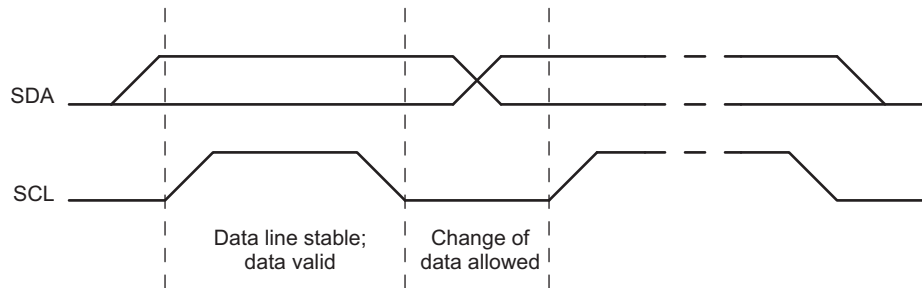 SDA
SCL
Data line stable;
data valid
Change of
data allowed